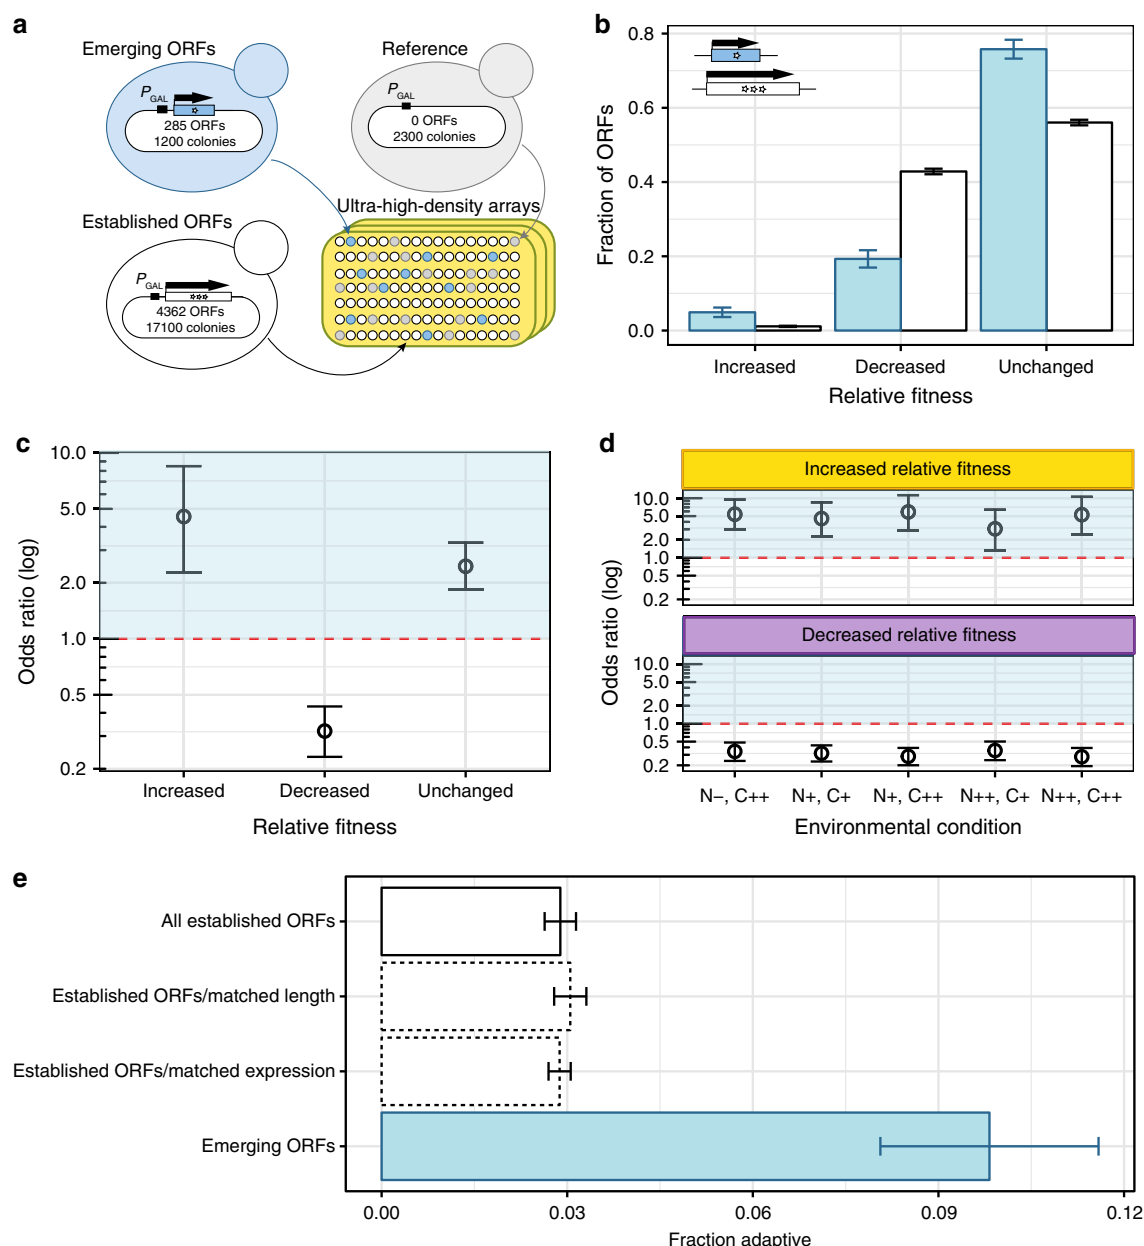 a
Emerging ORFs
PGAL
285 ORFs
1200 colonies
Reference
PGAL
0 ORFs
2300 colonies
Established ORFs
PGAL
4362 ORFs
17100 colonies
Ultra-high-density arrays
b
Fraction of ORFs
0.8
0.6
0.4
0.2
0.0
Increased
Decreased
Unchanged
Relative fitness
c
Odds ratio (log)
10.0
5.0
2.0
1.0
0.5
0.2
Increased
Decreased
Unchanged
Relative fitness
d
Odds ratio (log)
Increased relative fitness
10.0
5.0
2.0
1.0
0.5
0.2
Decreased relative fitness
10.0
5.0
2.0
1.0
0.5
0.2
N−, C++
N+, C+
N+, C++
N++, C+
N++, C++
Environmental condition
e
All established ORFs
Established ORFs/matched length
Established ORFs/matched expression
Emerging ORFs
0.00
0.03
0.06
0.09
0.12
Fraction adaptive